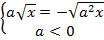 a√x = −√a²x
a < 0